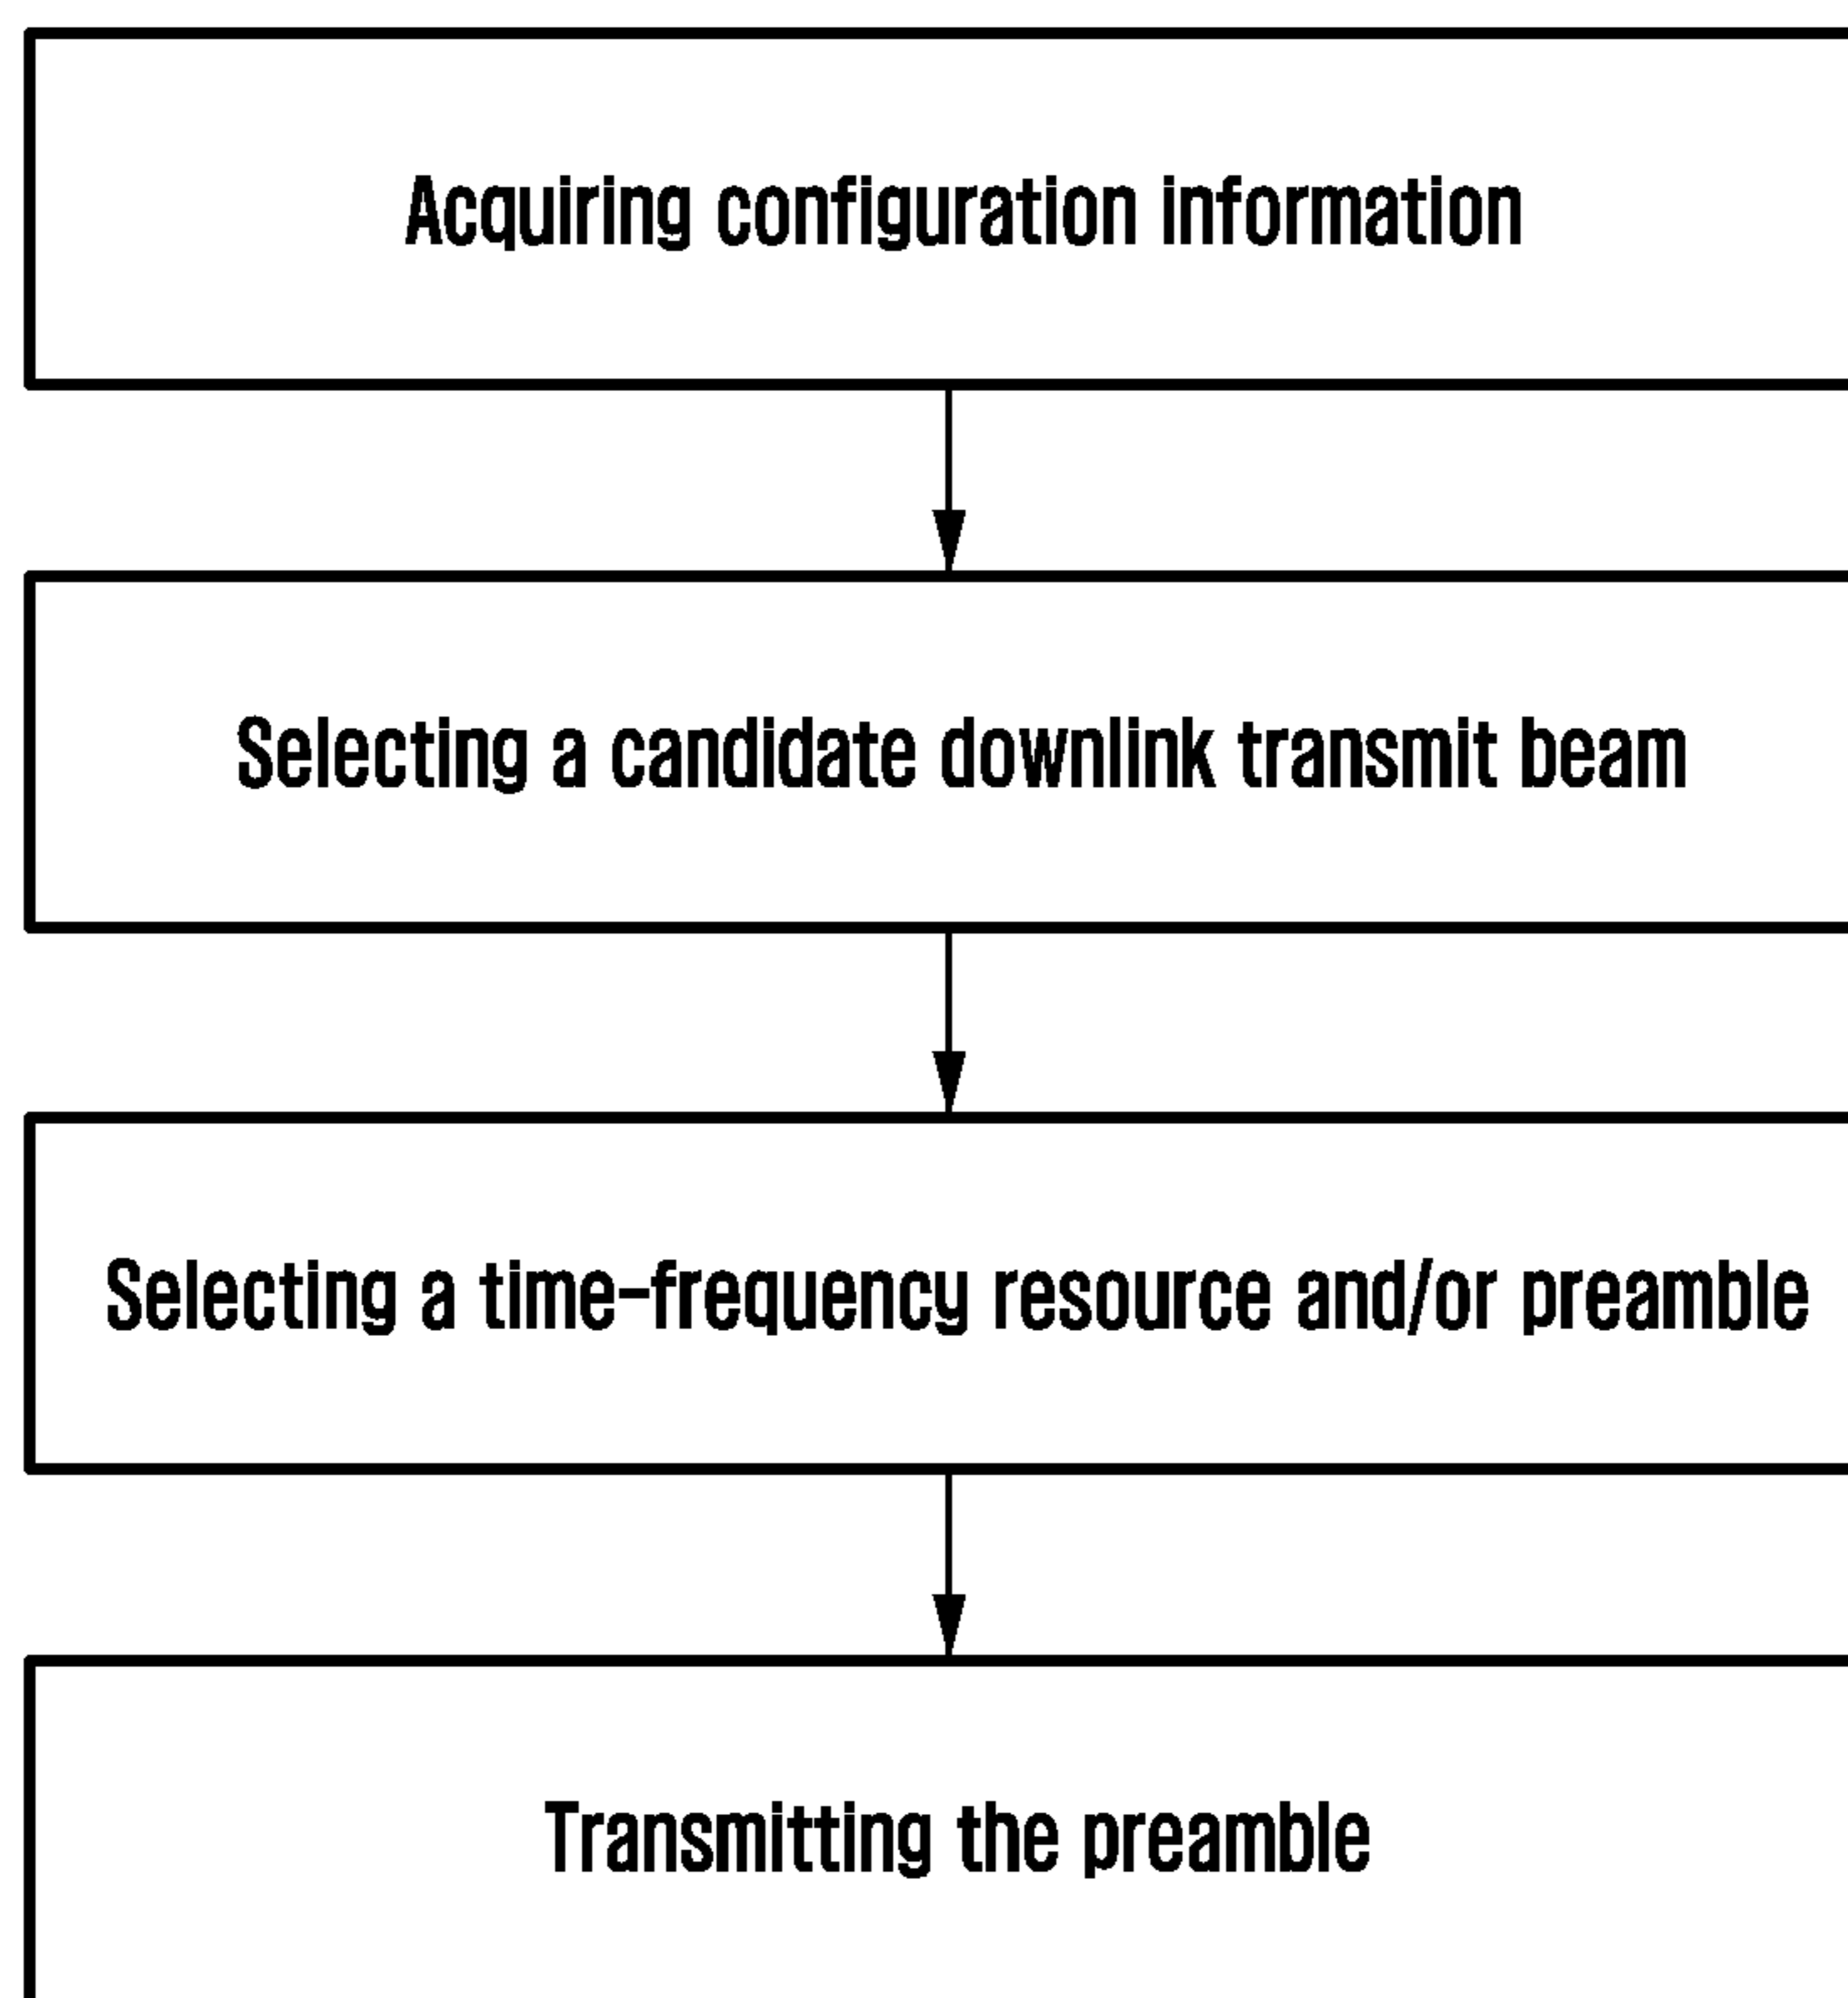 Acquiring configuration information
Selecting a candidate downlink transmit beam
Selecting a time-frequency resource and/or preamble
Transmitting the preamble